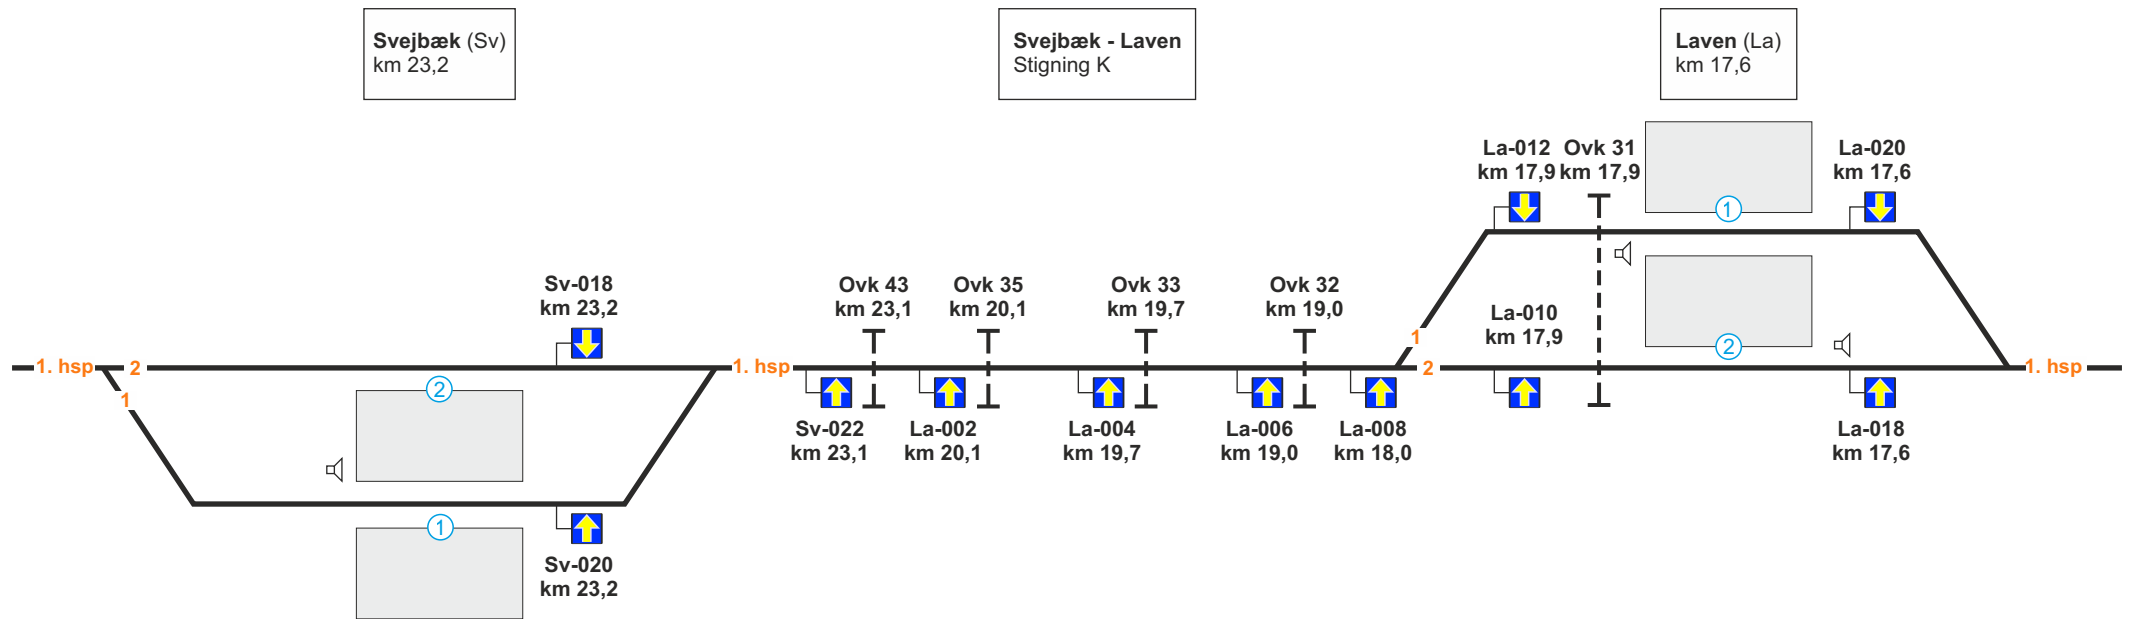 Svejbæk (Sv)
km 23,2
Svejbæk - Laven
Stigning K
Laven (La)
km 17,6
La-012
km 17,9
Ovk 31
km 17,9
La-020
km 17,6
1
Sv-018
km 23,2
Ovk 43
km 23,1
Ovk 35
km 20,1
Ovk 33
km 19,7
Ovk 32
km 19,0
La-010
km 17,9
1
2
1. hsp
2
1. hsp
2
1. hsp
1
2
Sv-022
km 23,1
La-002
km 20,1
La-004
km 19,7
La-006
km 19,0
La-008
km 18,0
La-018
km 17,6
1
Sv-020
km 23,2